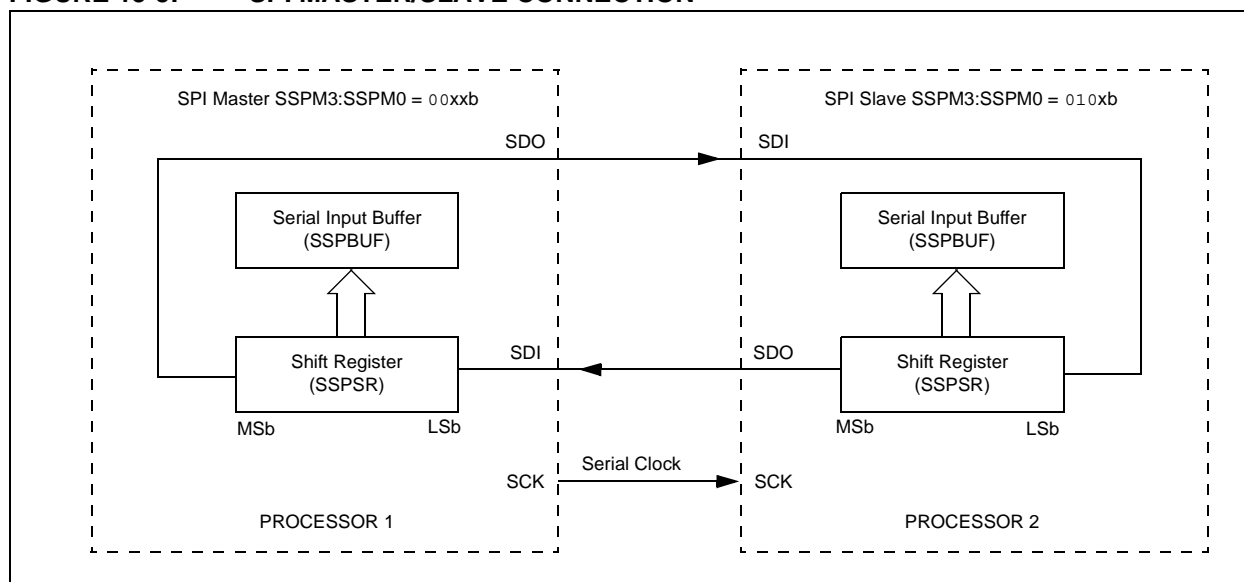 SPI Master SSPM3:SSPM0 = 00xxb
SDO
Serial Input Buffer
(SSPBUF)
Shift Register
(SSPSR)
MSb
LSb
SDI
SCK
PROCESSOR 1
Serial Clock
SPI Slave SSPM3:SSPM0 = 010xb
SDI
Serial Input Buffer
(SSPBUF)
SDO
Shift Register
(SSPSR)
MSb
LSb
SCK
PROCESSOR 2